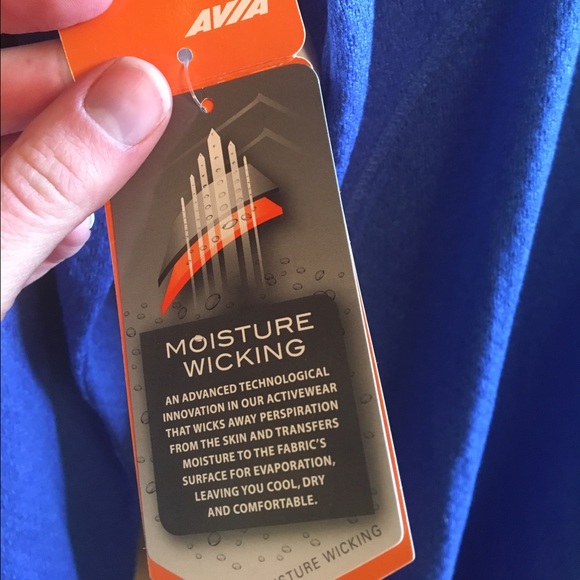 AVIA
MOISTURE
WICKING
AN ADVANCED TECHNOLOGICAL
INNOVATION IN OUR ACTIVEWEAR
THAT WICKS AWAY PERSPIRATION
FROM THE SKIN AND TRANSFERS
MOISTURE TO THE FABRIC'S
SURFACE FOR EVAPORATION,
LEAVING YOU COOL, DRY
AND COMFORTABLE.
WICKING